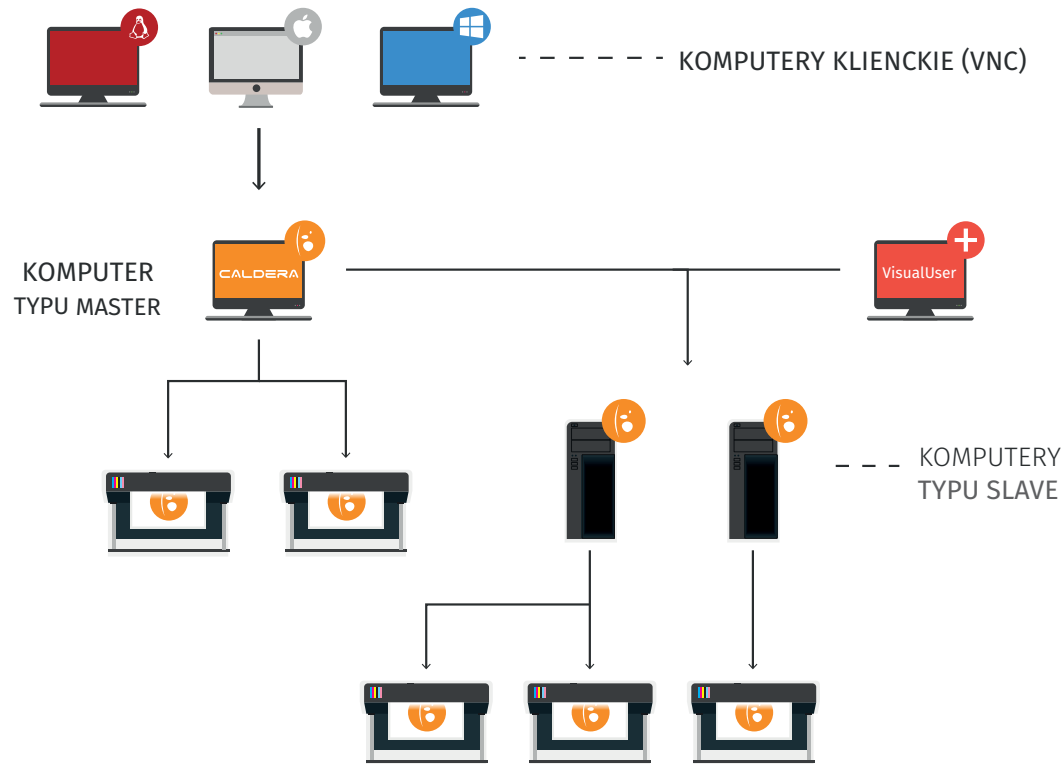 KOMPUTERY KLIENCKIE (VNC)
KOMPUTER
TYPU MASTER
CALDERA
VisualUser
KOMPUTERY
TYPU SLAVE